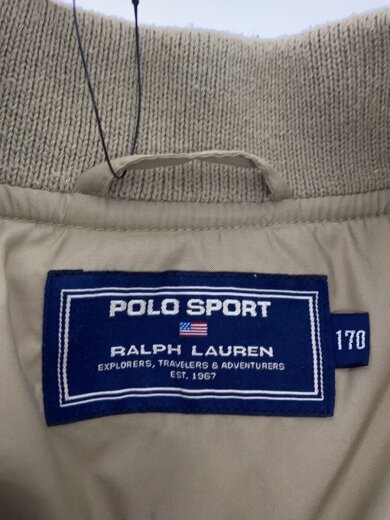 POLO SPORT
RALPH LAUREN
EXPLORERS, TRAVELERS & ADVENTURERS
EST. 1967
170